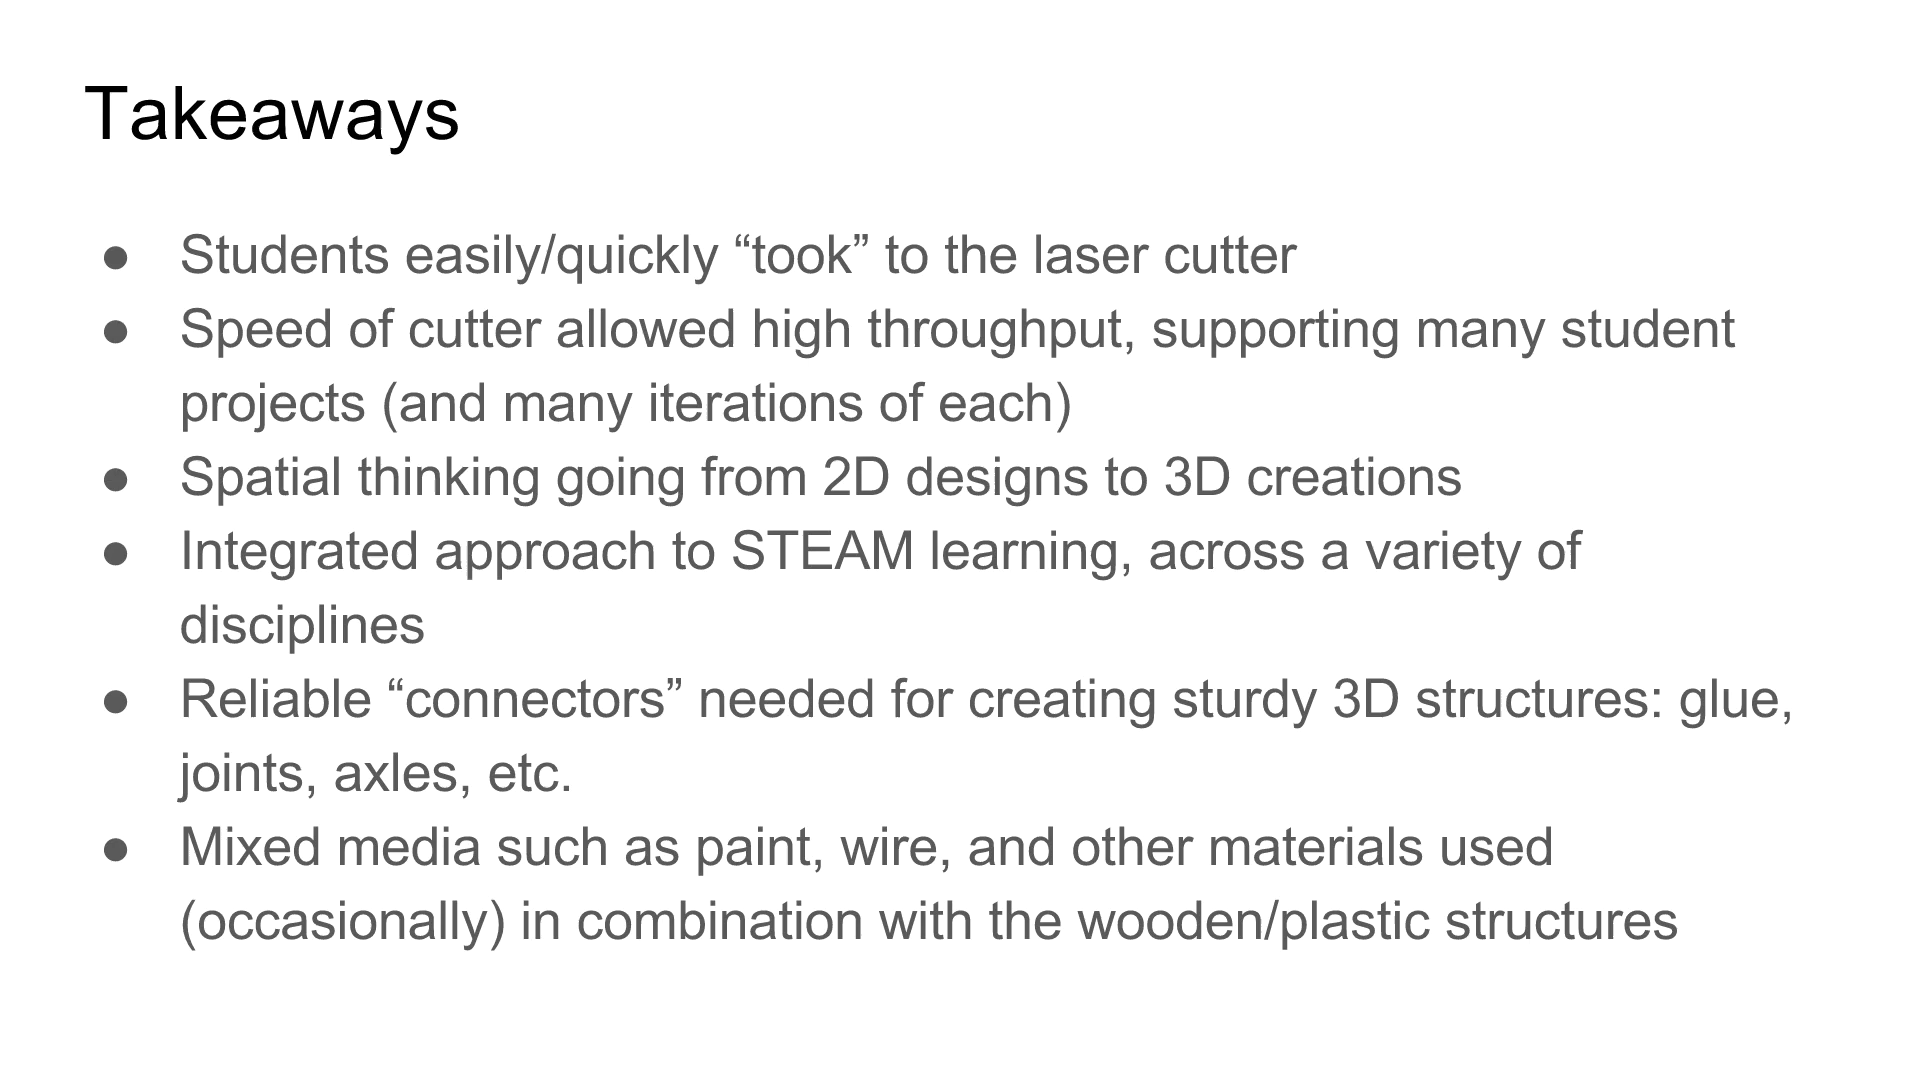 Takeaways
● Students easily/quickly “took” to the laser cutter
● Speed of cutter allowed high throughput, supporting many student
projects (and many iterations of each)
● Spatial thinking going from 2D designs to 3D creations
● Integrated approach to STEAM learning, across a variety of
disciplines
● Reliable “connectors” needed for creating sturdy 3D structures: glue,
joints, axles, etc.
● Mixed media such as paint, wire, and other materials used
(occasionally) in combination with the wooden/plastic structures